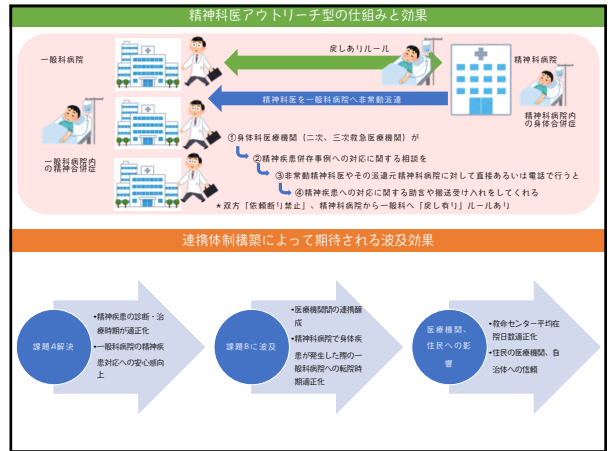 精神科医アウトリーチ型の仕組みと効果
一般科病院
戻しありルール
精神科病院
精神科医を一般科病院へ非常勤派遣
精神科病院内
の身体合併症
一般科病院内
の精神合併症
①身体科医療機関（二次、三次救急医療機関）が
②精神疾患併存事例への対応に関する相談を
③非常勤精神科医やその派遣元精神科病院に対して直接あるいは電話で行うと
④精神疾患への対応に関する助言や搬送受け入れをしてくれる
★双方「依頼断り禁止」、精神科病院から一般科へ「戻し有り」ルールあり
連携体制構築によって期待される波及効果
課題A解決
•精神疾患の診断・治
療時期が適正化
•一般科病院の精神疾
患対応への安心感向
上
課題Bに波及
•医療機関間の連携醸
成
•精神科病院で身体疾
患が発生した際の一
般科病院への転院時
期適正化
医療機関、
住民への影
響
•救命センター平均在
院日数適正化
•住民の医療機関、自
治体への信頼